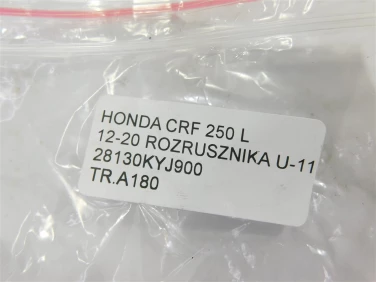 HONDA CRF 250 L
12-20 ROZRUSZNIKA U-11
28130KYJ900
TR.A180